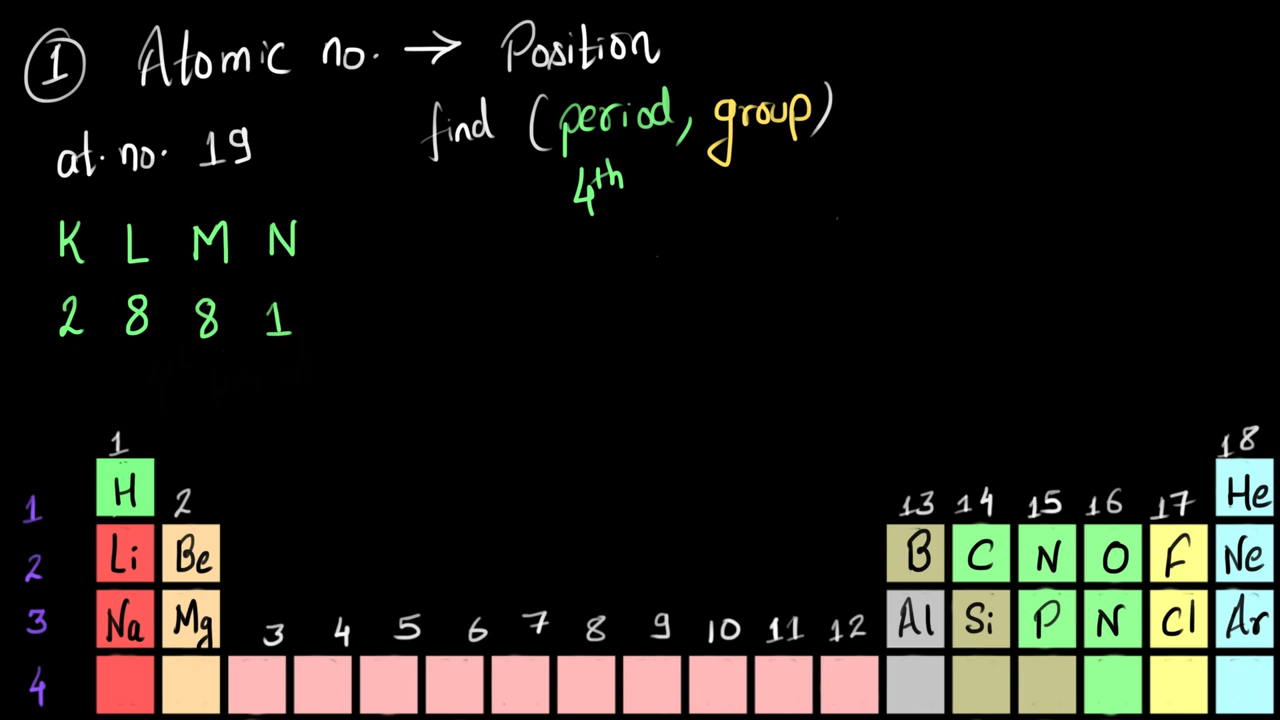 1 Atomic no. → Position
find (period, group)
at. no. 19
4th
K L M N
2 8 8 1
1 18
1 H 2 13 14 15 16 17 He
2 Li Be B C N O F Ne
3 Na Mg 3 4 5 6 7 8 9 10 11 12 Al Si P N Cl Ar
4